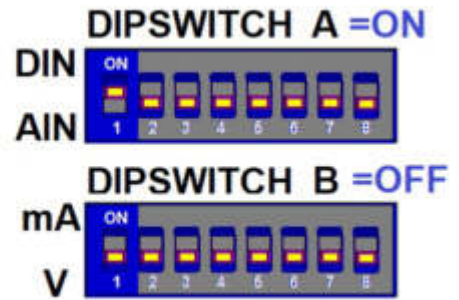 DIPSWITCH A =ON
DIN
ON
AIN
1 2 3 4 5 6 7 8
DIPSWITCH B =OFF
mA
ON
V
1 2 3 4 5 6 7 8